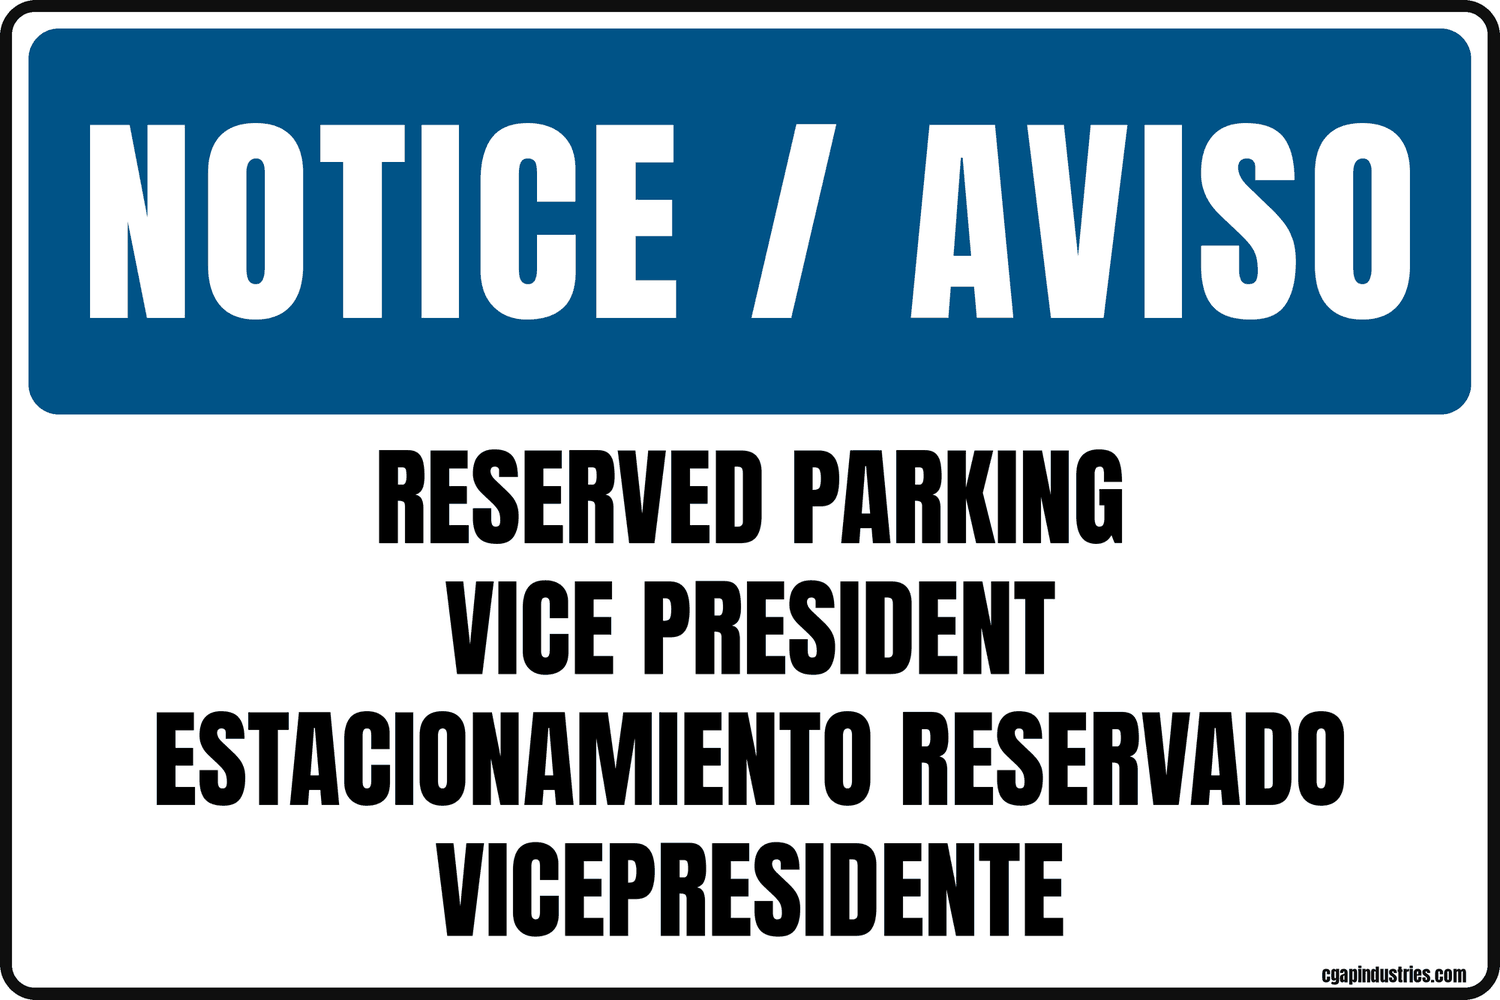 NOTICE / AVISO
RESERVED PARKING
VICE PRESIDENT
ESTACIONAMIENTO RESERVADO
VICEPRESIDENTE
cgapindustries.com